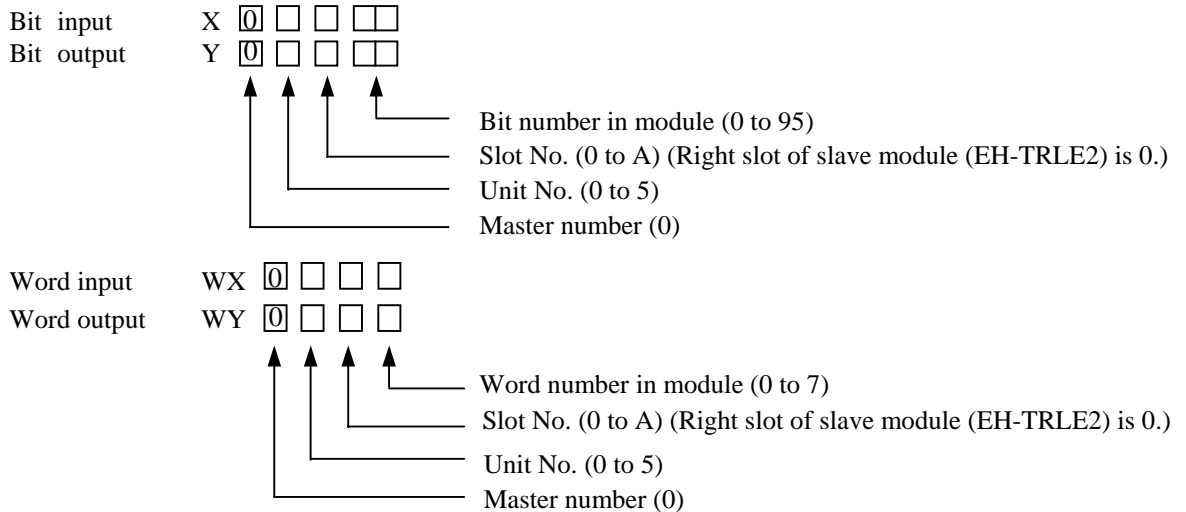 Bit input X 0
Bit output Y 0
Bit number in module (0 to 95)
Slot No. (0 to A) (Right slot of slave module (EH-TRLE2) is 0.)
Unit No. (0 to 5)
Master number (0)
Word input WX 0
Word output WY 0
Word number in module (0 to 7)
Slot No. (0 to A) (Right slot of slave module (EH-TRLE2) is 0.)
Unit No. (0 to 5)
Master number (0)